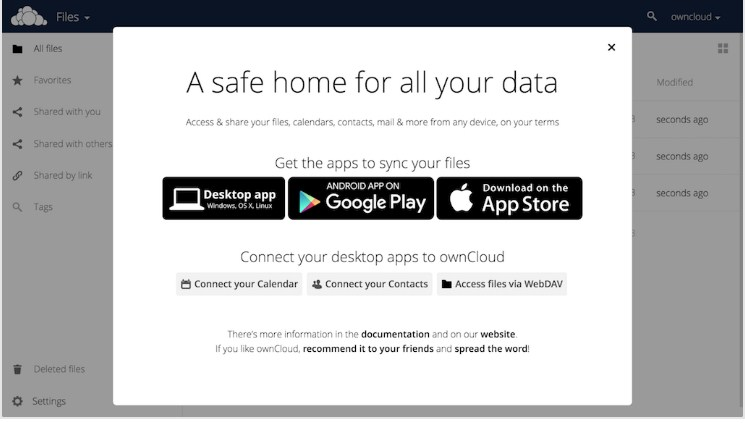 Files
owncloud
All files
Favorites
Shared with you
Shared with others
Shared by link
Tags
Deleted files
Settings
A safe home for all your data
Access & share your files, calendars, contacts, mail & more from any device, on your terms
Get the apps to sync your files
Desktop app
Windows, OS X, Linux
ANDROID APP ON
Google Play
Download on the
App Store
Connect your desktop apps to ownCloud
Connect your Calendar
Connect your Contacts
Access files via WebDAV
There's more information in the documentation and on our website.
If you like ownCloud, recommend it to your friends and spread the word!
Modified
seconds ago
seconds ago
seconds ago